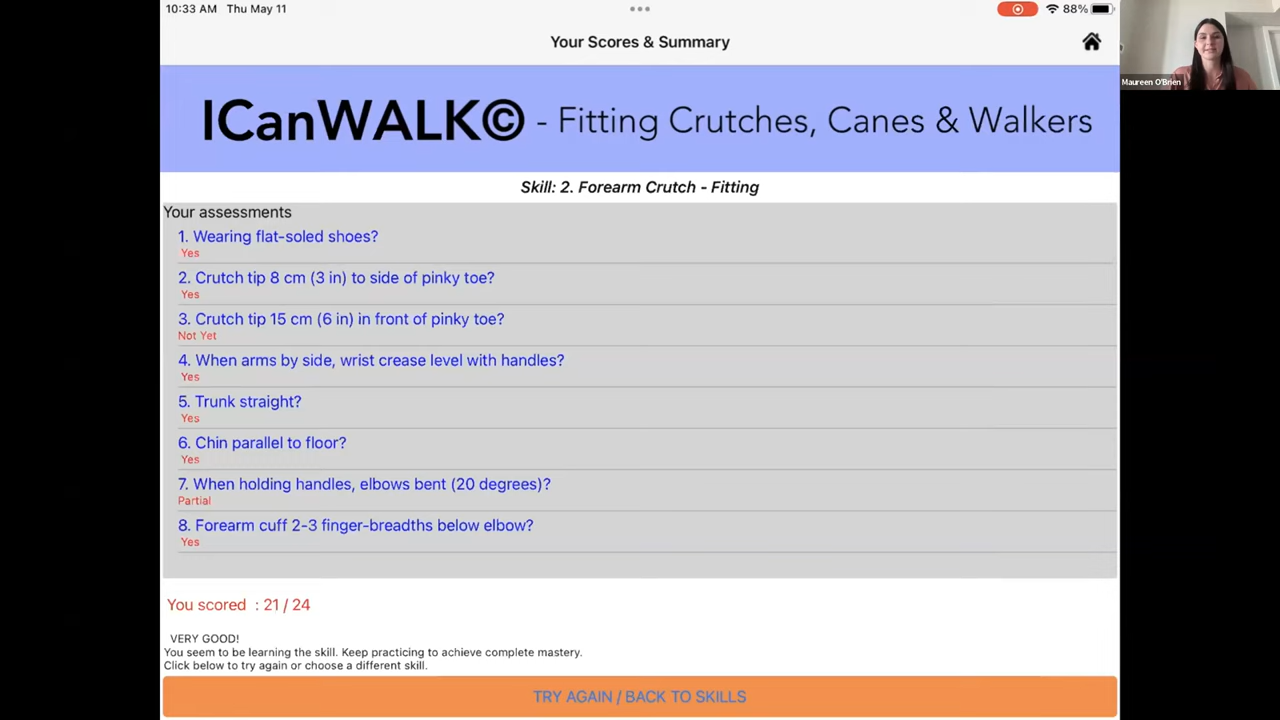 10:33 AM Thu May 11
88%
Your Scores & Summary
Maureen O'Brien
ICanWALK© - Fitting Crutches, Canes & Walkers
Skill: 2. Forearm Crutch - Fitting
Your assessments
1. Wearing flat-soled shoes?
Yes
2. Crutch tip 8 cm (3 in) to side of pinky toe?
Yes
3. Crutch tip 15 cm (6 in) in front of pinky toe?
Not Yet
4. When arms by side, wrist crease level with handles?
Yes
5. Trunk straight?
Yes
6. Chin parallel to floor?
Yes
7. When holding handles, elbows bent (20 degrees)?
Partial
8. Forearm cuff 2-3 finger-breadths below elbow?
Yes
You scored : 21 / 24
VERY GOOD!
You seem to be learning the skill. Keep practicing to achieve complete mastery.
Click below to try again or choose a different skill.
TRY AGAIN / BACK TO SKILLS